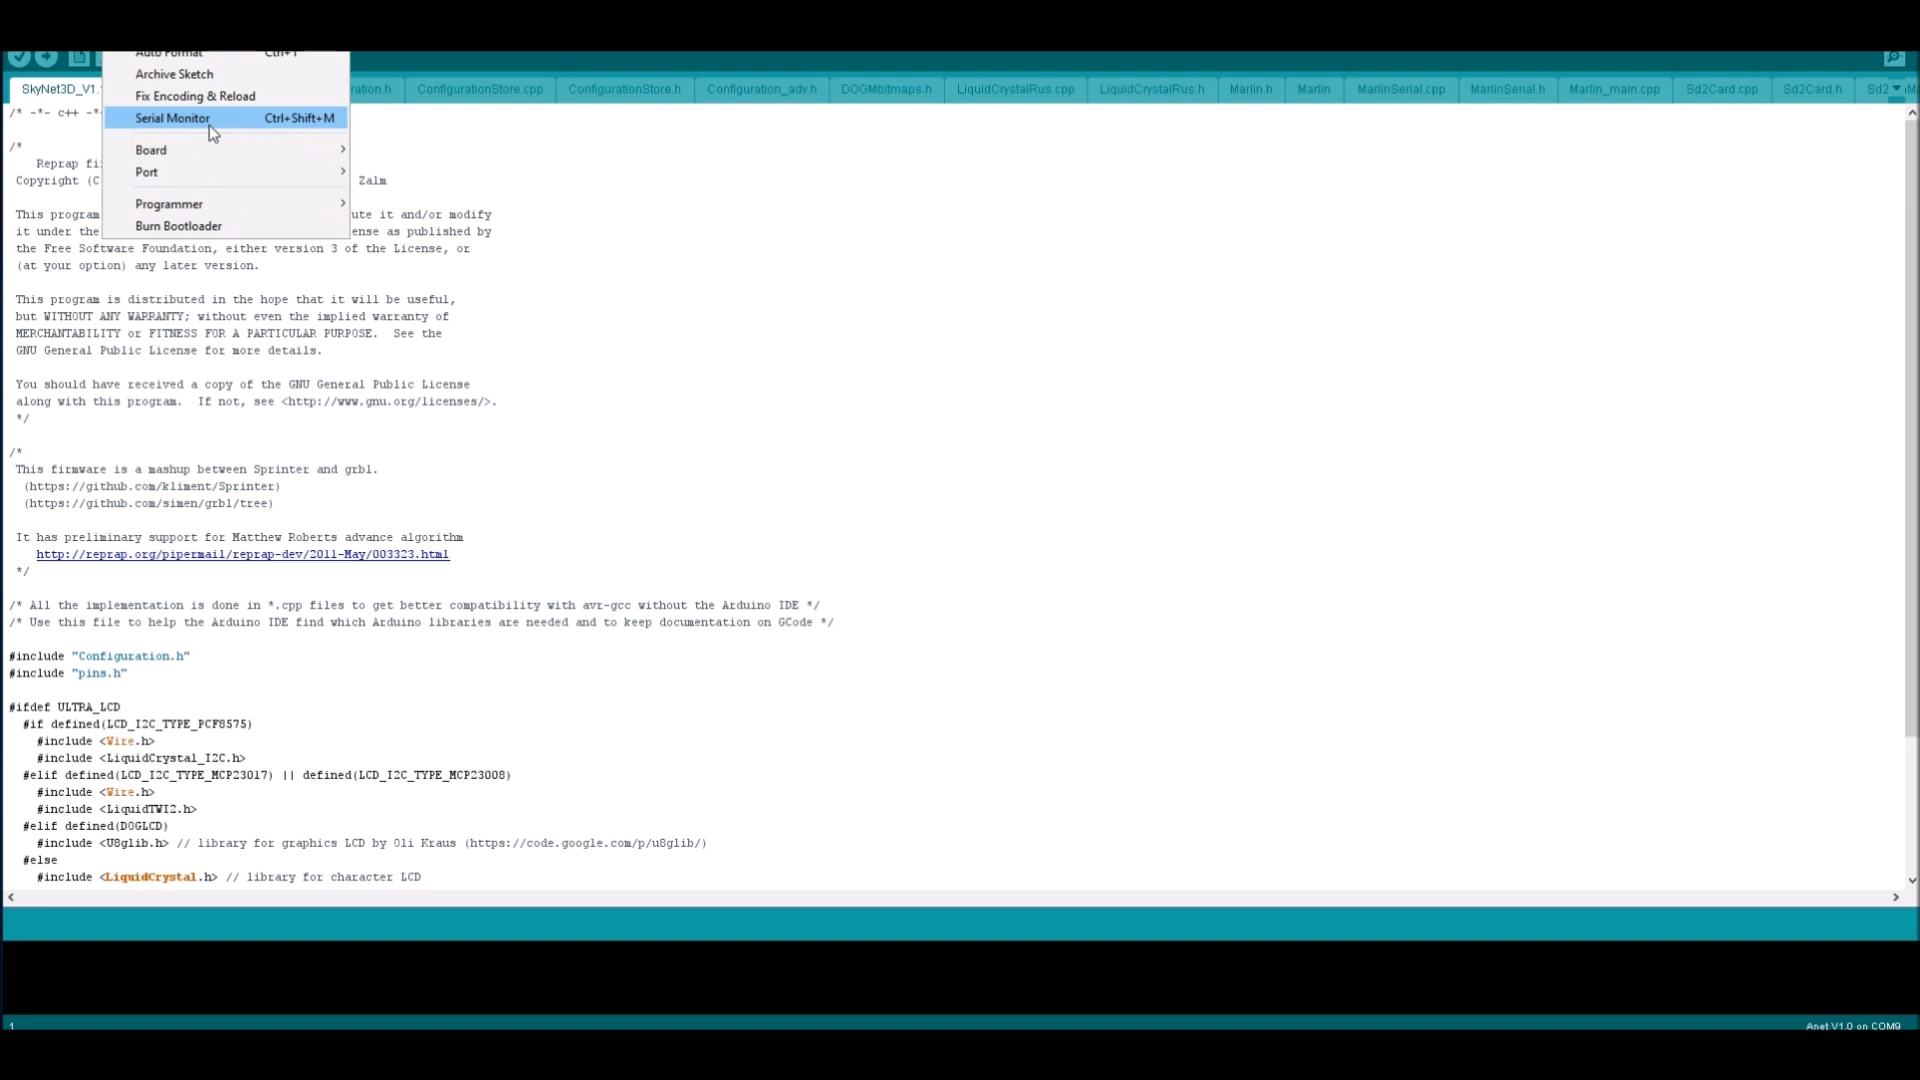 Auto Format Ctrl+T
Archive Sketch
Fix Encoding & Reload
Serial Monitor Ctrl+Shift+M
Board
Port
Programmer
Burn Bootloader
SkyNet3D_V1. ration.h ConfigurationStore.cpp ConfigurationStore.h Configuration_adv.h DOGMbitmaps.h LiquidCrystalRus.cpp LiquidCrystalRus.h Marlin.h Marlin MarlinSerial.cpp MarlinSerial.h Marlin_main.cpp Sd2Card.cpp Sd2Card.h Sd2
/* -*- c++ -*-
/*
Reprap fi
Copyright (C Zalm
This program ute it and/or modify
it under the ense as published by
the Free Software Foundation, either version 3 of the License, or
(at your option) any later version.
This program is distributed in the hope that it will be useful,
but WITHOUT ANY WARRANTY; without even the implied warranty of
MERCHANTABILITY or FITNESS FOR A PARTICULAR PURPOSE.  See the
GNU General Public License for more details.
You should have received a copy of the GNU General Public License
along with this program.  If not, see <http://www.gnu.org/licenses/>.
*/
/*
This firmware is a mashup between Sprinter and grbl.
(https://github.com/kliment/Sprinter)
(https://github.com/simen/grbl/tree)
It has preliminary support for Matthew Roberts advance algorithm
http://reprap.org/pipermail/reprap-dev/2011-May/003323.html
*/
/* All the implementation is done in *.cpp files to get better compatibility with avr-gcc without the Arduino IDE */
/* Use this file to help the Arduino IDE find which Arduino libraries are needed and to keep documentation on GCode */
#include "Configuration.h"
#include "pins.h"
#ifdef ULTRA_LCD
#if defined(LCD_I2C_TYPE_PCF8575)
#include <Wire.h>
#include <LiquidCrystal_I2C.h>
#elif defined(LCD_I2C_TYPE_MCP23017) || defined(LCD_I2C_TYPE_MCP23008)
#include <Wire.h>
#include <LiquidTWI2.h>
#elif defined(DOGLCD)
#include <U8glib.h> // library for graphics LCD by Oli Kraus (https://code.google.com/p/u8glib/)
#else
#include <LiquidCrystal.h> // library for character LCD
1 Anet V1.0 on COM9